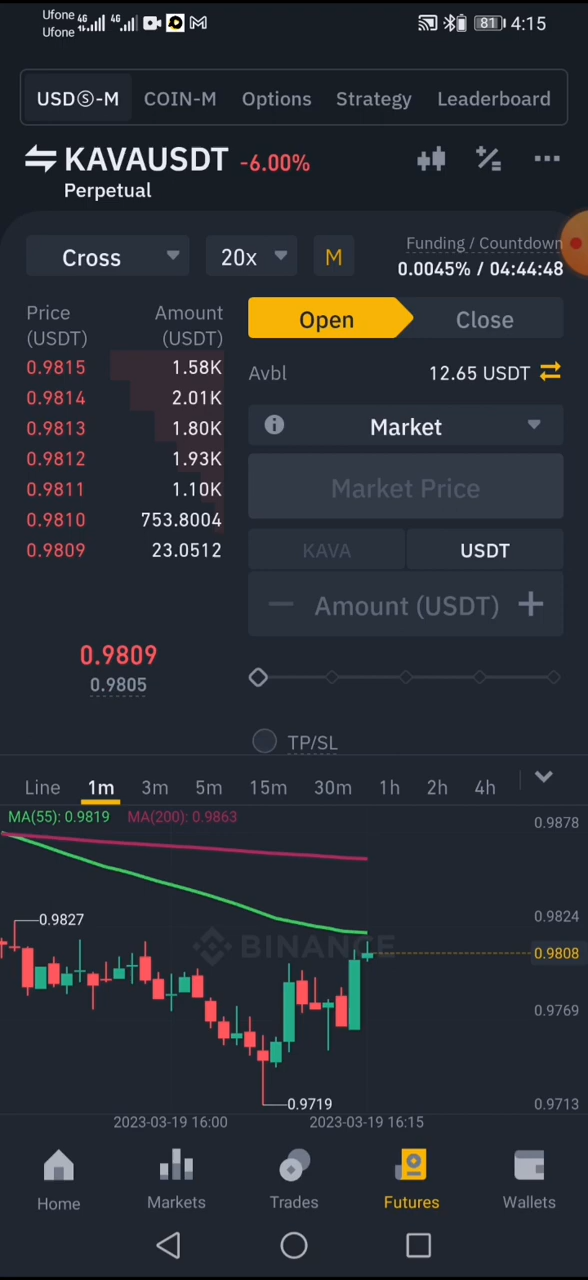 Ufone 4G 4G 81 4:15
Ufone
USDⓈ-M COIN-M Options Strategy Leaderboard
KAVAUSDT -6.00%
Perpetual
Cross 20x M
Funding / Countdown
0.0045% / 04:44:48
Price (USDT) Amount (USDT)
0.9815 1.58K
0.9814 2.01K
0.9813 1.80K
0.9812 1.93K
0.9811 1.10K
0.9810 753.8004
0.9809 23.0512
0.9809
0.9805
Open Close
Avbl 12.65 USDT
Market
Market Price
KAVA USDT
− Amount (USDT) +
TP/SL
Line 1m 3m 5m 15m 30m 1h 2h 4h
MA(55): 0.9819 MA(200): 0.9863
0.9878
0.9827
0.9824
BINANCE
0.9808
0.9769
0.9719
0.9713
2023-03-19 16:00 2023-03-19 16:15
Home Markets Trades Futures Wallets